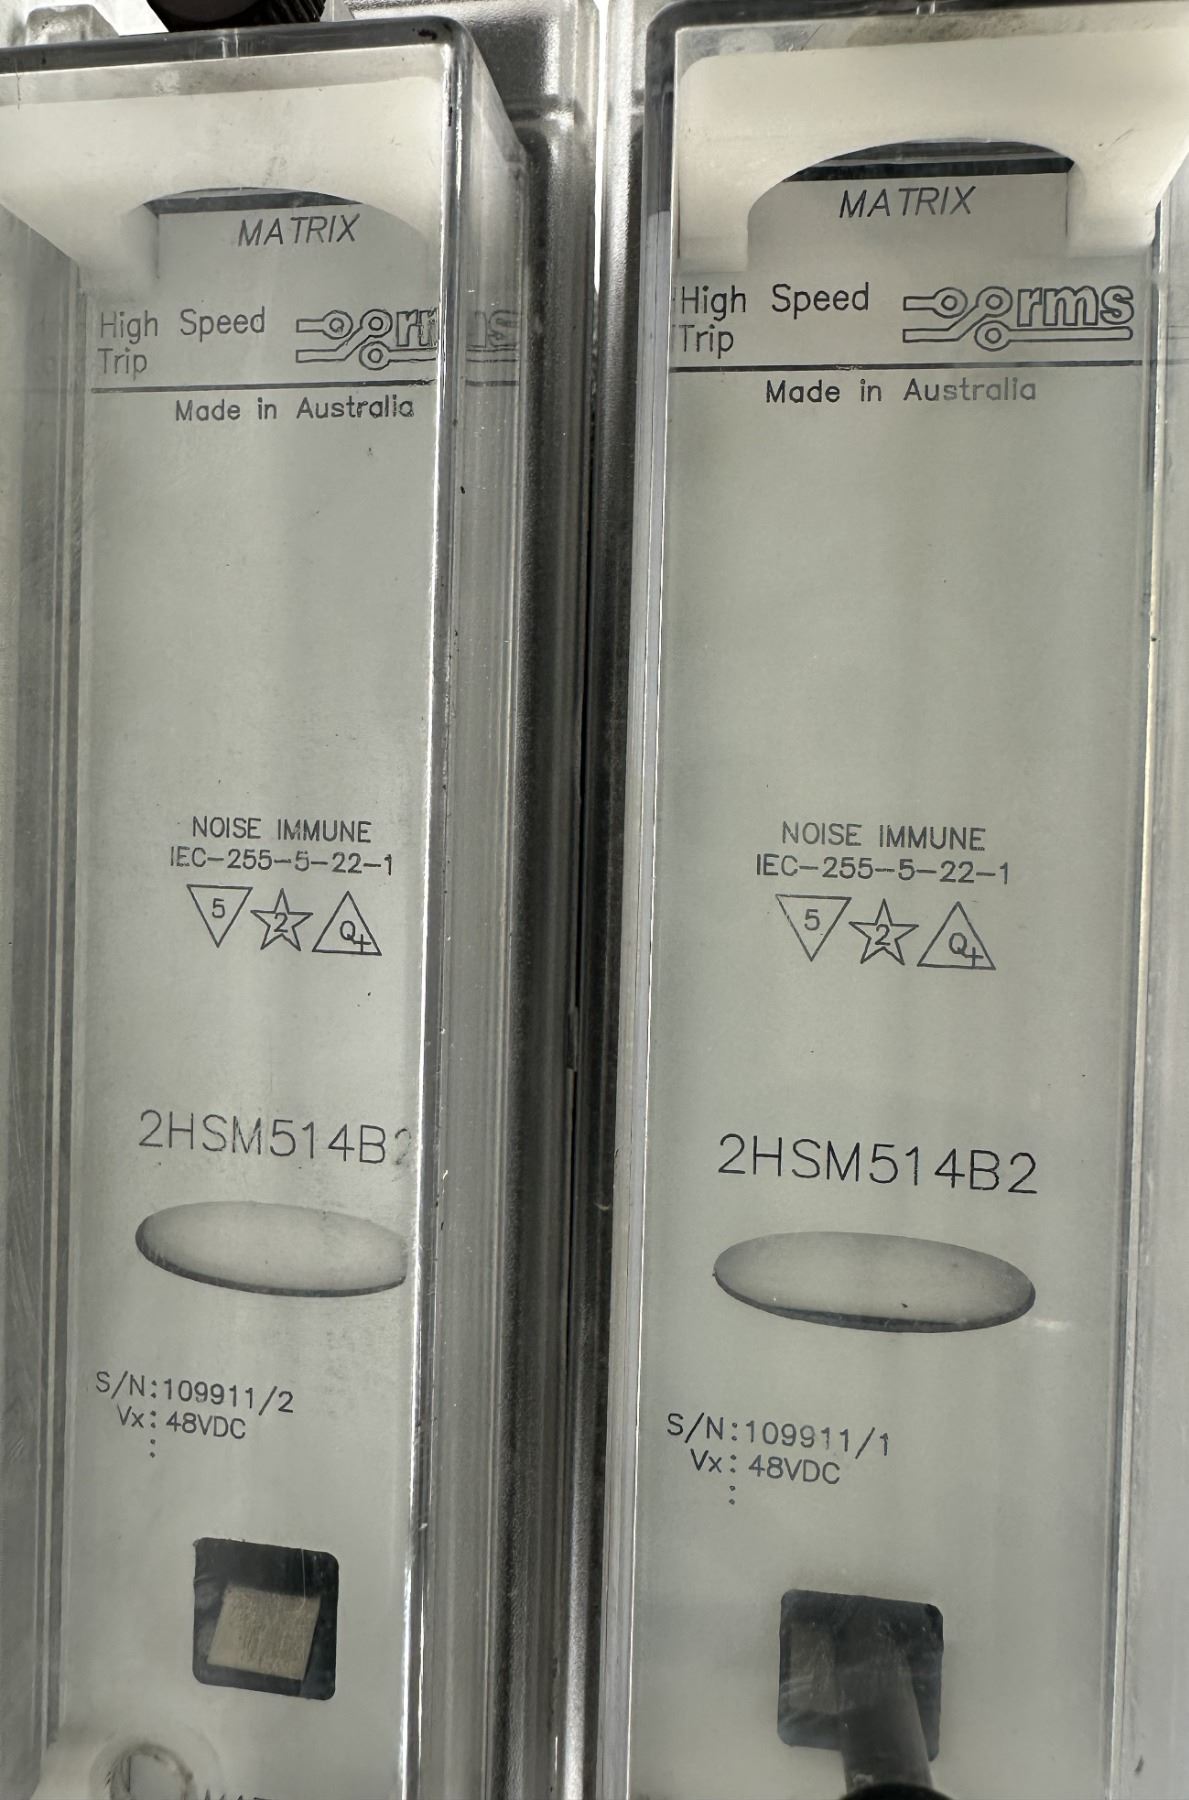 MATRIX
High Speed
Trip
rms
Made in Australia
NOISE IMMUNE
IEC-255-5-22-1
5 2 Q+
2HSM514B2
S/N:109911/2
Vx: 48VDC
:
MATRIX
High Speed
Trip
rms
Made in Australia
NOISE IMMUNE
IEC-255-5-22-1
5 2 Q+
2HSM514B2
S/N:109911/1
Vx: 48VDC
: